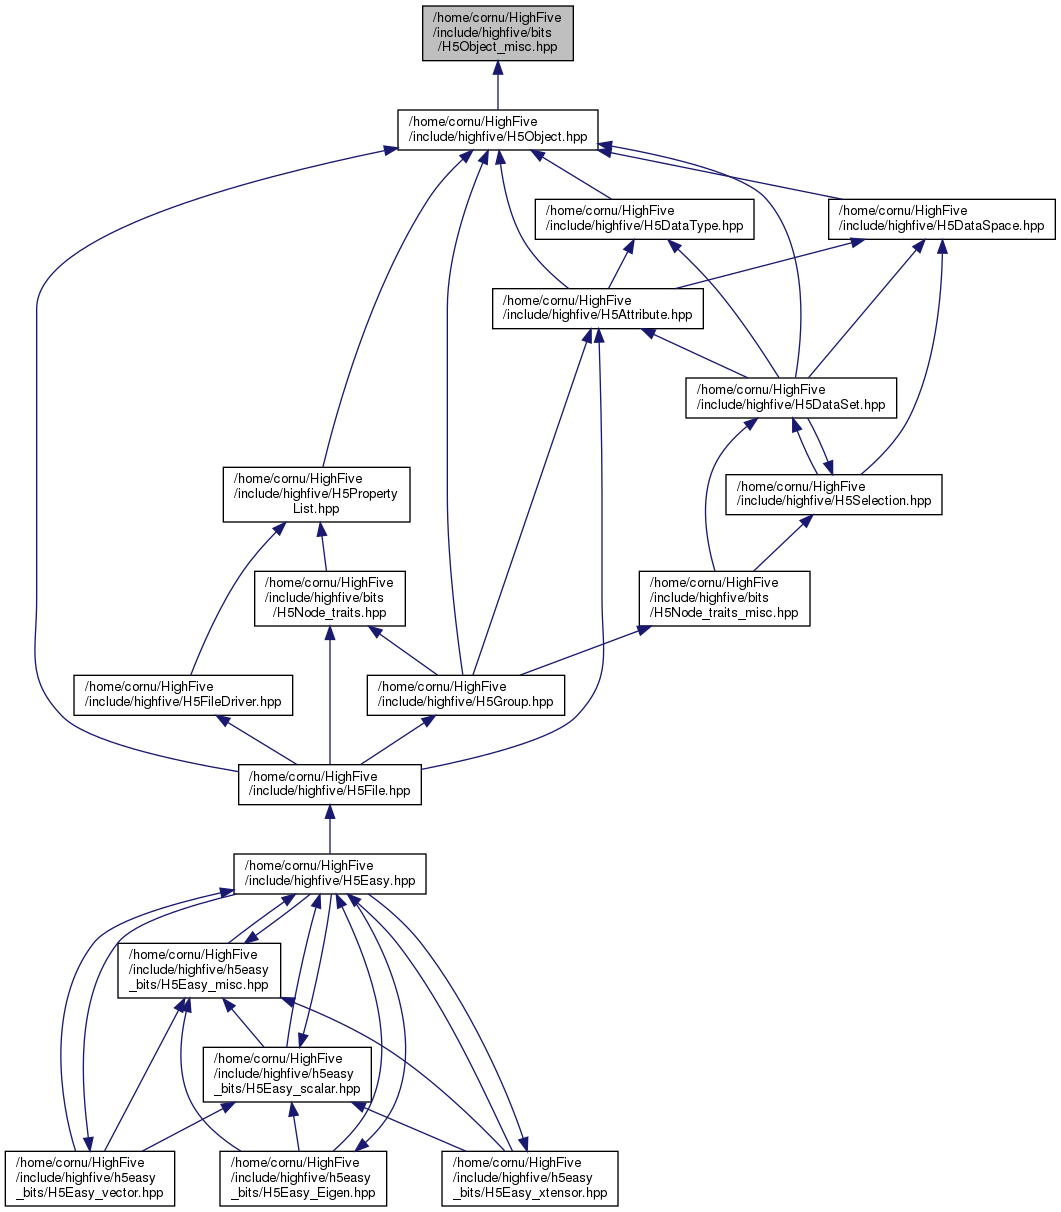 /home/cornu/HighFive
/include/highfive/bits
/H5Object_misc.hpp
/home/cornu/HighFive
/include/highfive/H5Object.hpp
/home/cornu/HighFive
/include/highfive/H5DataType.hpp
/home/cornu/HighFive
/include/highfive/H5DataSpace.hpp
/home/cornu/HighFive
/include/highfive/H5Attribute.hpp
/home/cornu/HighFive
/include/highfive/H5DataSet.hpp
/home/cornu/HighFive
/include/highfive/H5Property
List.hpp
/home/cornu/HighFive
/include/highfive/H5Selection.hpp
/home/cornu/HighFive
/include/highfive/bits
/H5Node_traits.hpp
/home/cornu/HighFive
/include/highfive/bits
/H5Node_traits_misc.hpp
/home/cornu/HighFive
/include/highfive/H5FileDriver.hpp
/home/cornu/HighFive
/include/highfive/H5Group.hpp
/home/cornu/HighFive
/include/highfive/H5File.hpp
/home/cornu/HighFive
/include/highfive/H5Easy.hpp
/home/cornu/HighFive
/include/highfive/h5easy
_bits/H5Easy_misc.hpp
/home/cornu/HighFive
/include/highfive/h5easy
_bits/H5Easy_scalar.hpp
/home/cornu/HighFive
/include/highfive/h5easy
_bits/H5Easy_vector.hpp
/home/cornu/HighFive
/include/highfive/h5easy
_bits/H5Easy_Eigen.hpp
/home/cornu/HighFive
/include/highfive/h5easy
_bits/H5Easy_xtensor.hpp